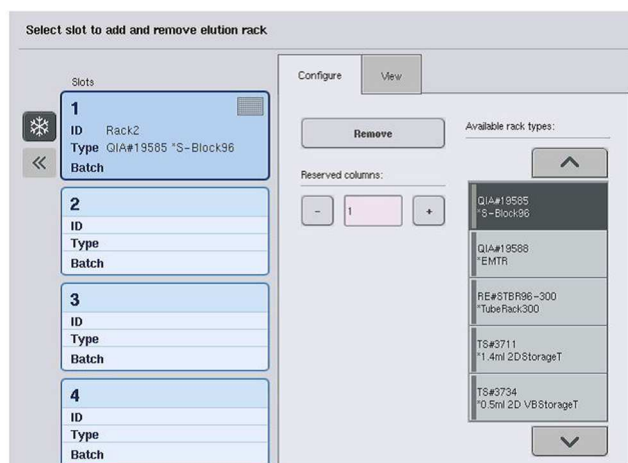 Select slot to add and remove elution rack
Slots
1
ID Rack2
Type QIA#19585 *S-Block96
Batch
2
ID
Type
Batch
3
ID
Type
Batch
4
ID
Type
Batch
Configure View
Remove
Reserved columns:
- 1 +
Available rack types:
QIA#19585
*S-Block96
QIA#19588
*EMTR
RE#STBR96-300
*TubeRack300
TS#3711
*1.4ml 2DStorageT
TS#3734
*0.5ml 2D VBStorageT